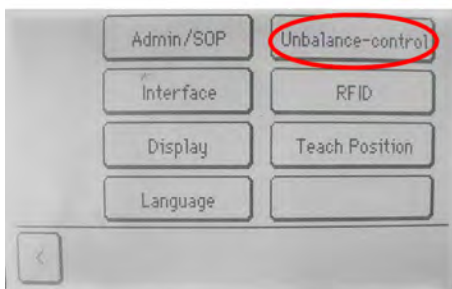 Admin/SOP
Unbalance-control
Interface
RFID
Display
Teach Position
Language
<